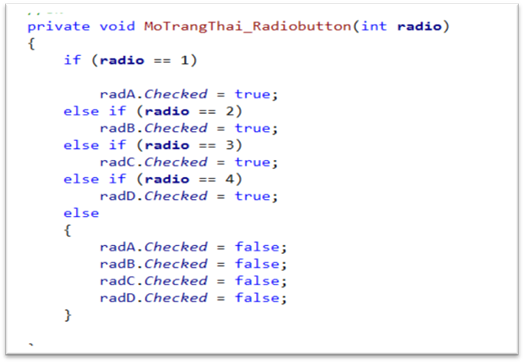 private void MoTrangThai_Radiobutton(int radio)
{
if (radio == 1)
radA.Checked = true;
else if (radio == 2)
radB.Checked = true;
else if (radio == 3)
radC.Checked = true;
else if (radio == 4)
radD.Checked = true;
else
{
radA.Checked = false;
radB.Checked = false;
radC.Checked = false;
radD.Checked = false;
}